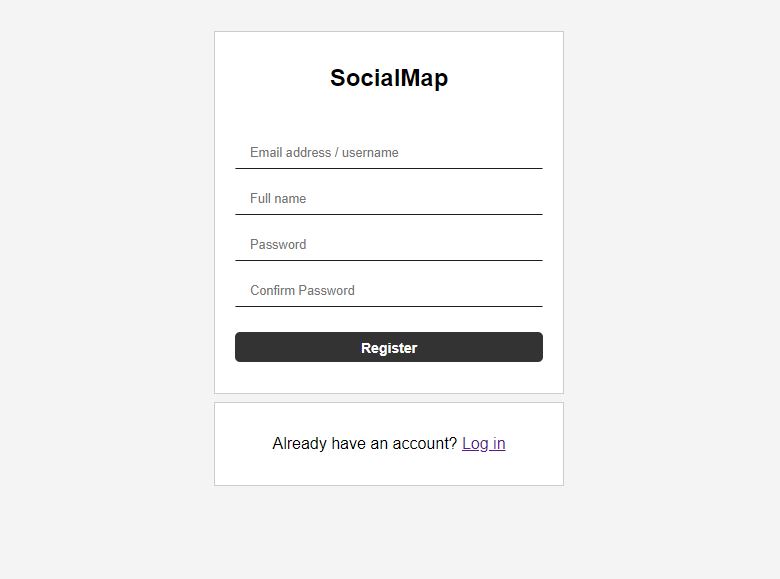 SocialMap
Email address / username
Full name
Password
Confirm Password
Register
Already have an account? Log in